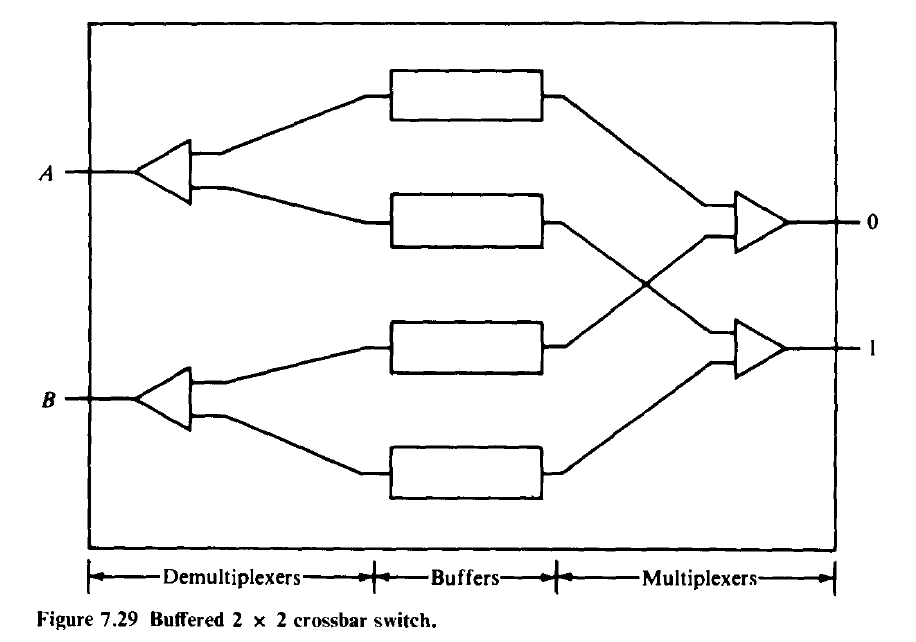 A
0
1
B
Demultiplexers
Buffers
Multiplexers
Figure 7.29 Buffered 2 × 2 crossbar switch.